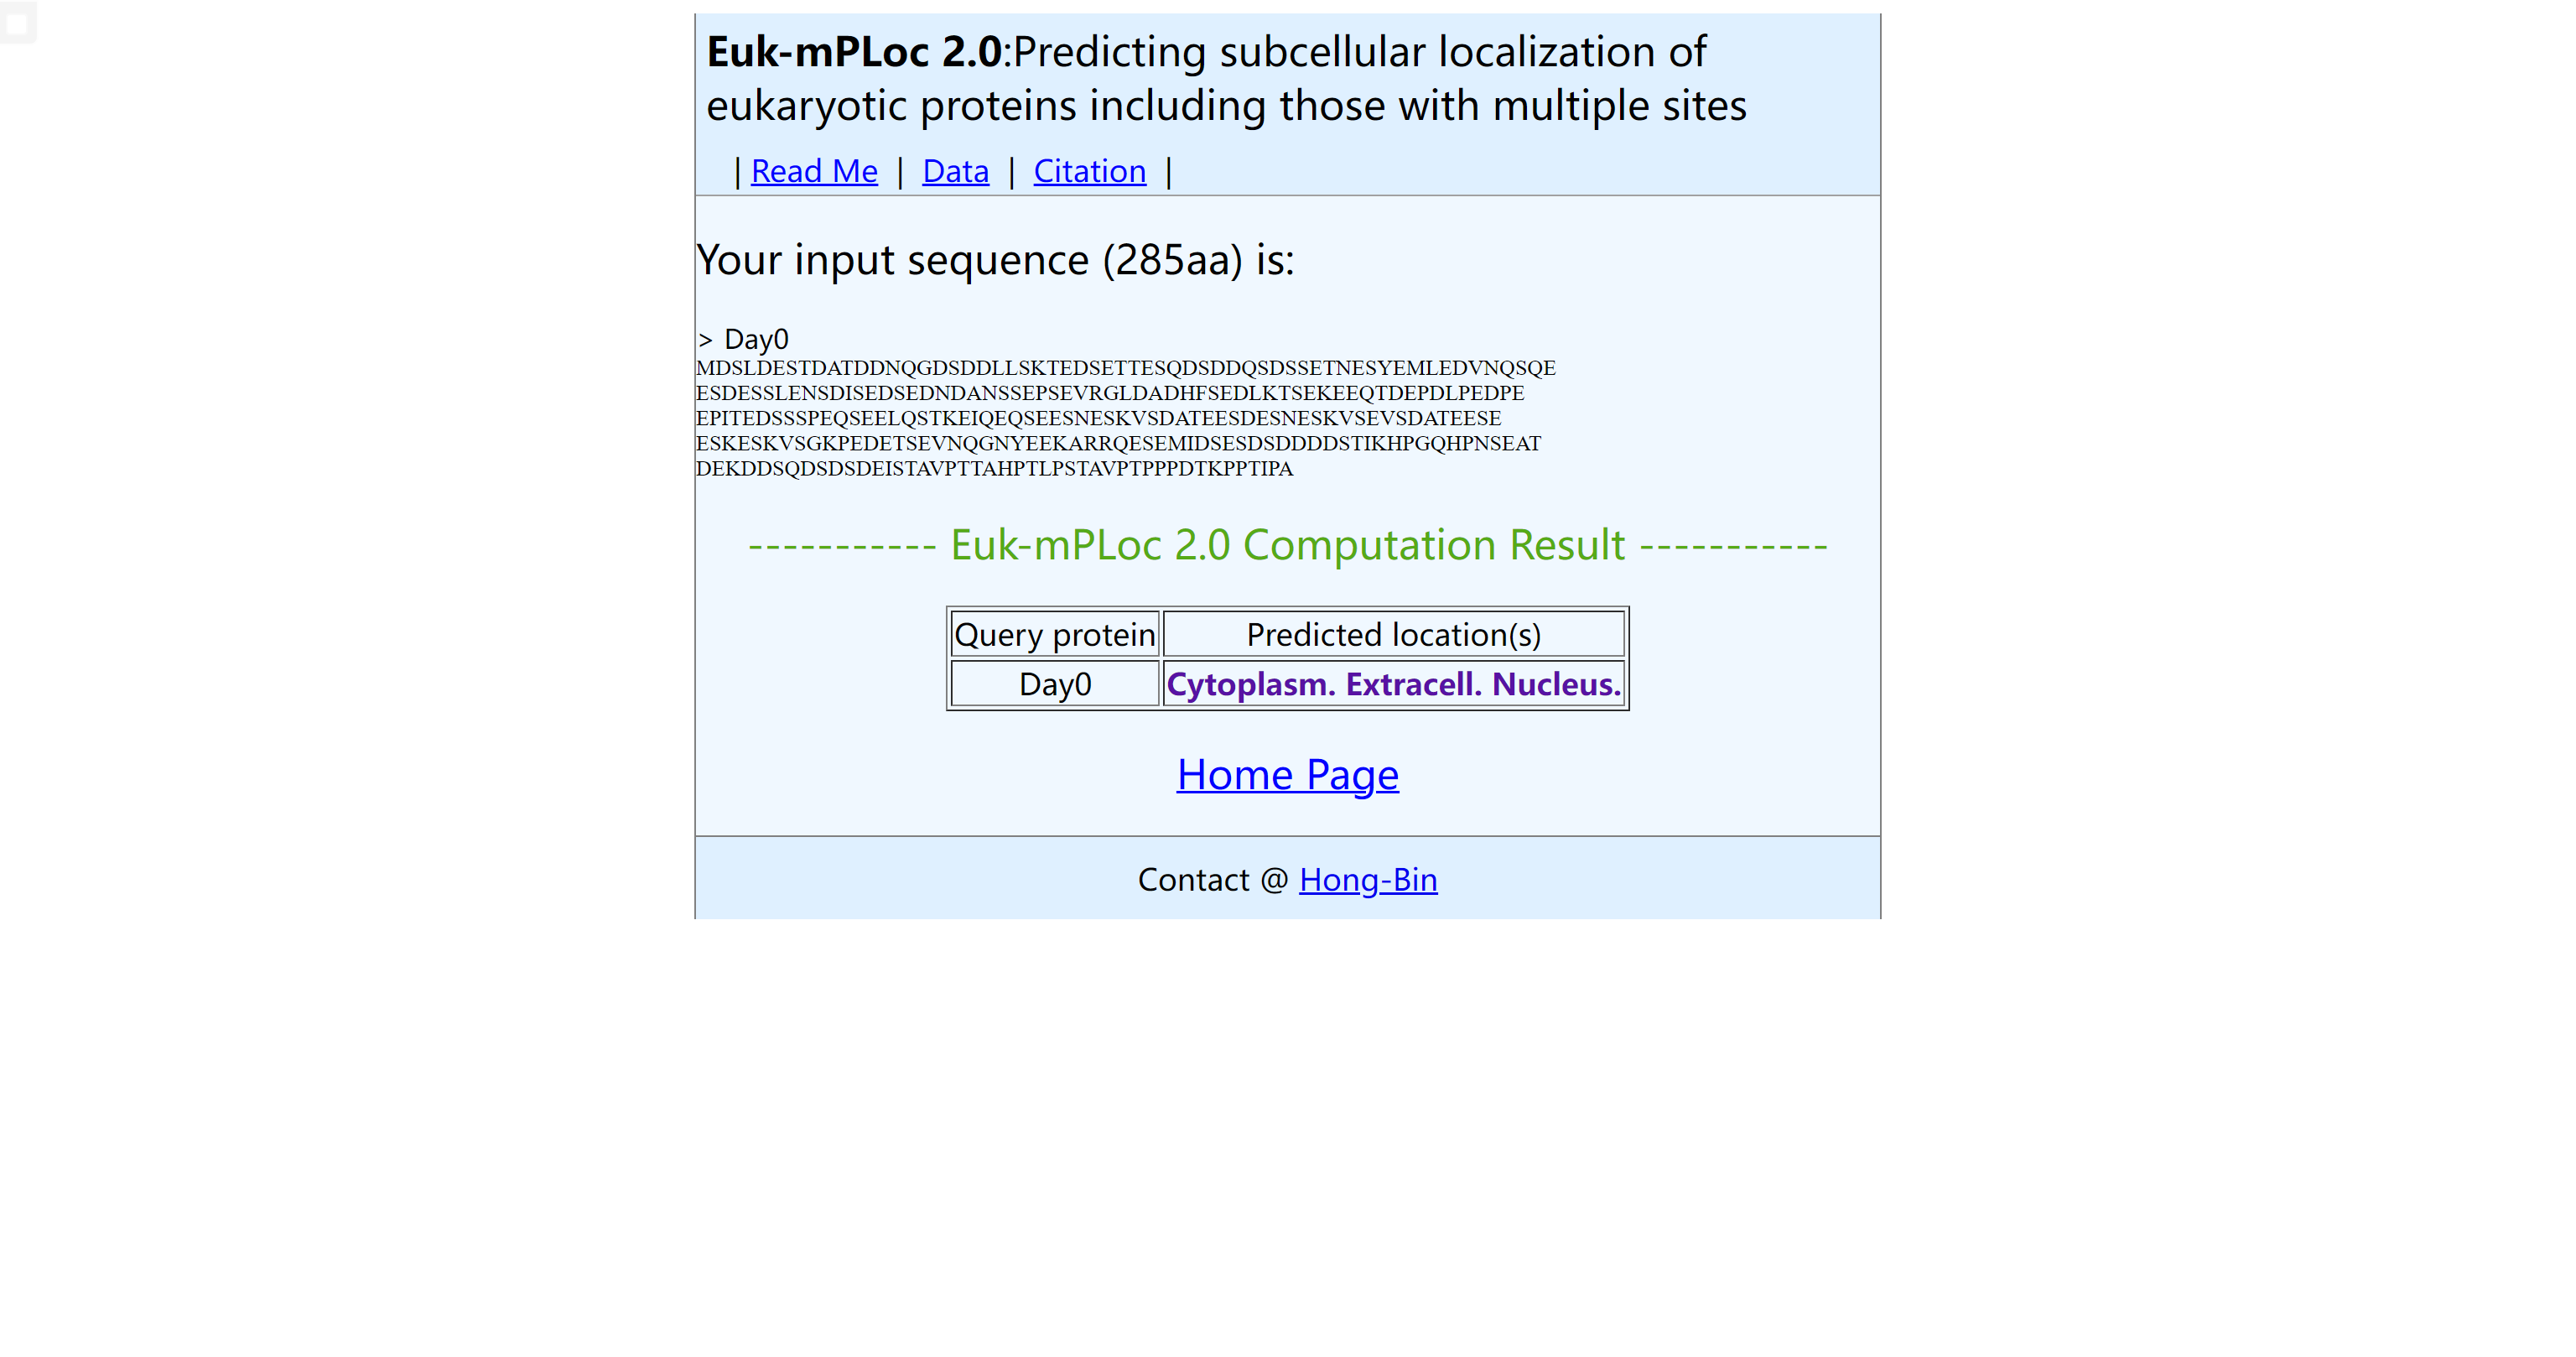 Euk-mPLoc 2.0:Predicting subcellular localization of
eukaryotic proteins including those with multiple sites
| Read Me | Data | Citation |
Your input sequence (285aa) is:
> Day0
MDSLDESTDATDDNQGDSDDLLSKTEDSETTESQDSDDQSDSSETNESYEMLEDVNQSQE
ESDESSLENSDISEDSEDNDANSSEPSEVRGLDADHFSEDLKTSEKEEQTDEPDLPEDPE
EPITEDSSSPEQSEELQSTKEIQEQSEESNESKVSDATEESDESNESKVSEVSDATEESE
ESKESKVSGKPEDETSEVNQGNYEEKARRQESEMIDSESDSDDDDSTIKHPGQHPNSEAT
DEKDDSQDSDSDEISTAVPTTAHPTLPSTAVPTPPPDTKPPTIPA
----------- Euk-mPLoc 2.0 Computation Result -----------
Query protein Predicted location(s)
Day0 Cytoplasm. Extracell. Nucleus.
Home Page
Contact @ Hong-Bin